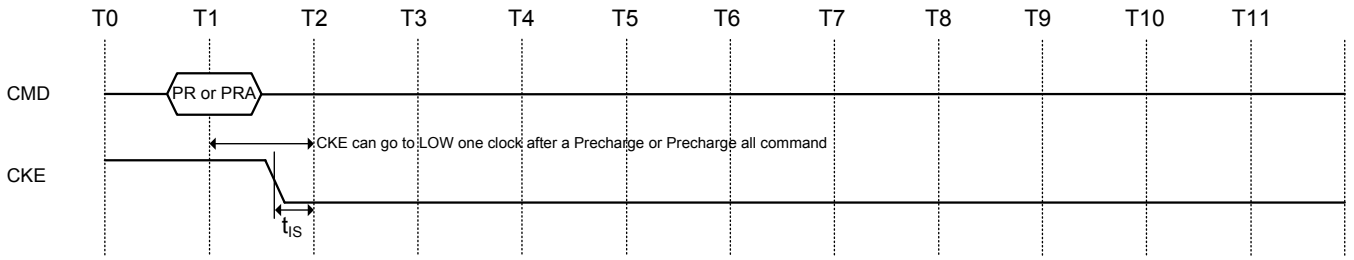 T0 T1 T2 T3 T4 T5 T6 T7 T8 T9 T10 T11
CMD PR or PRA
CKE can go to LOW one clock after a Precharge or Precharge all command
CKE
tIS